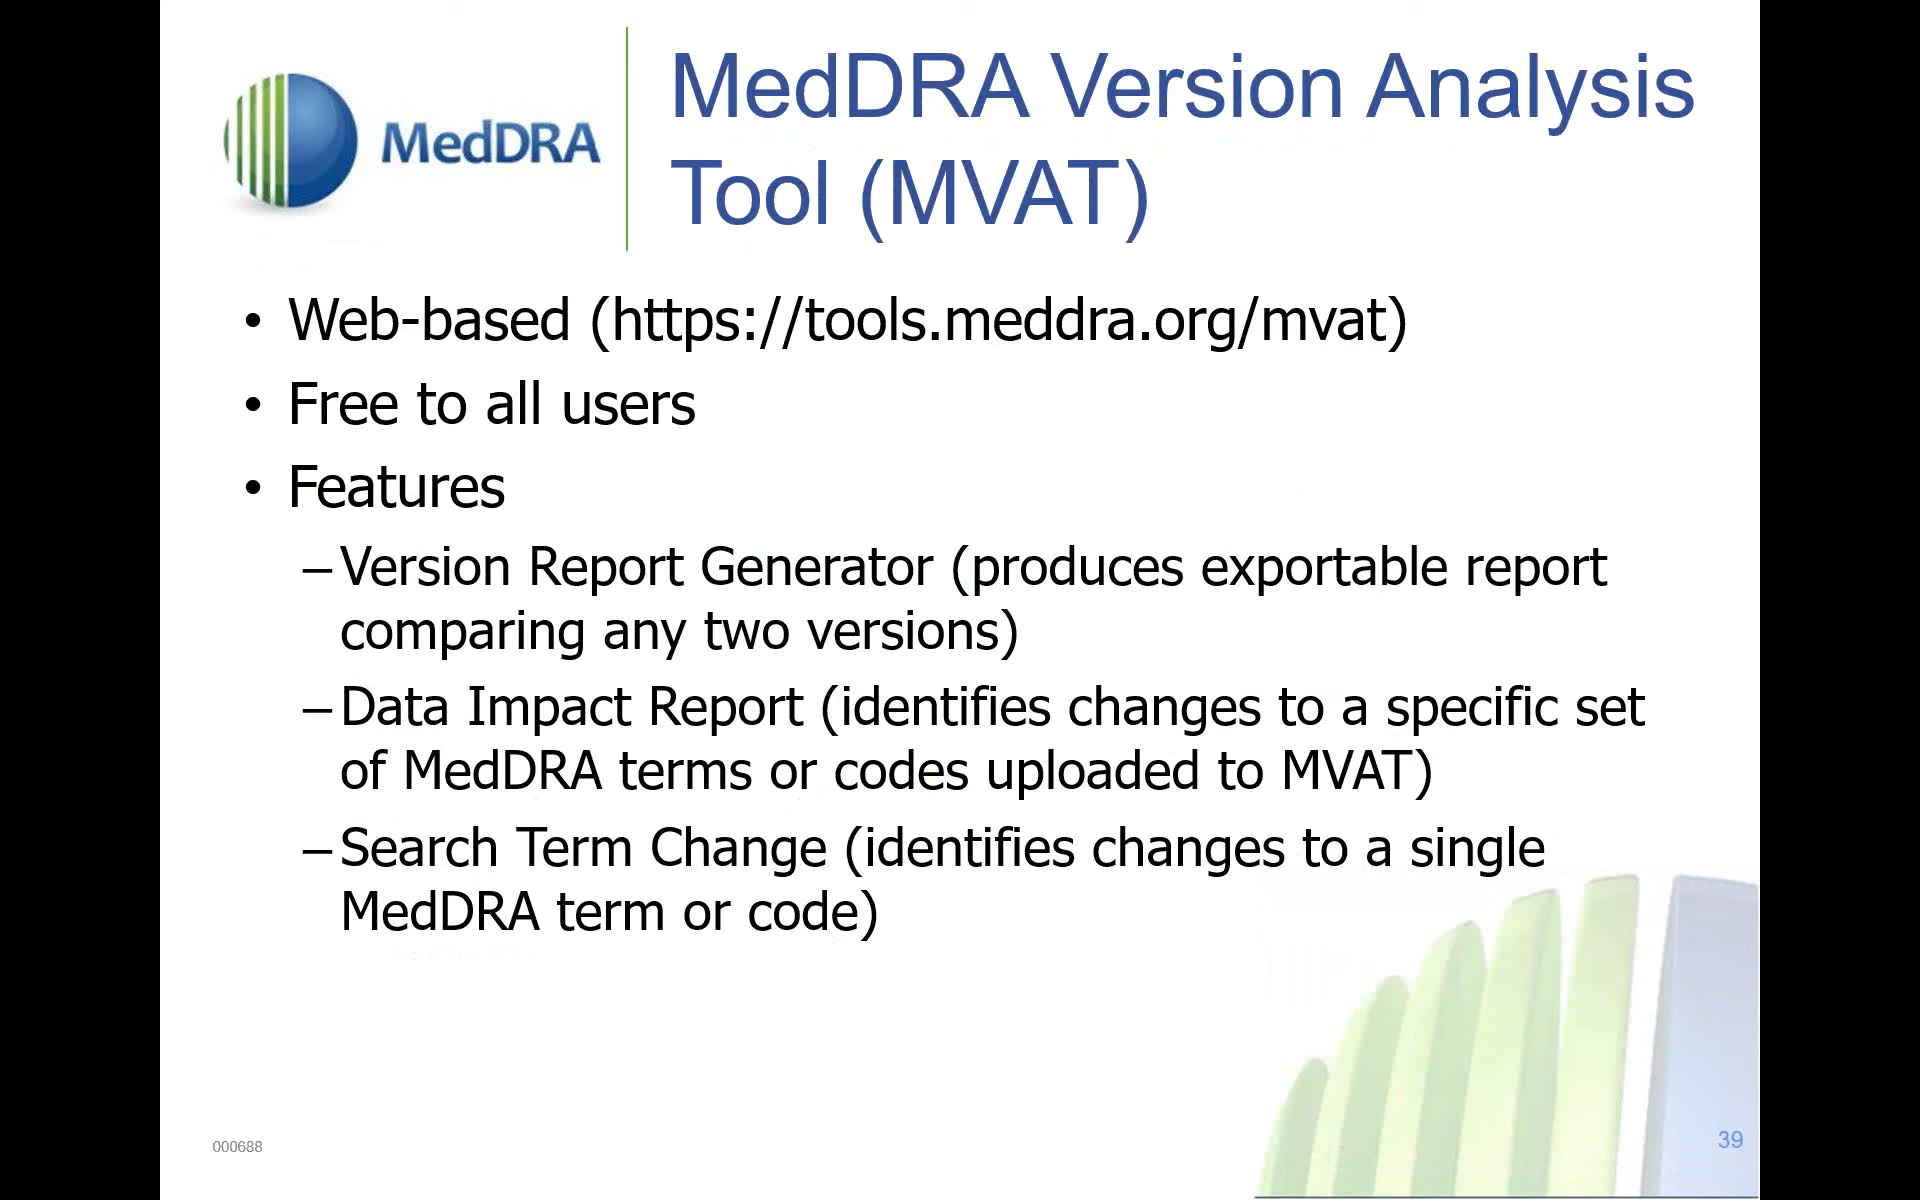 MedDRA
MedDRA Version Analysis
Tool (MVAT)
• Web-based (https://tools.meddra.org/mvat)
• Free to all users
• Features
– Version Report Generator (produces exportable report
comparing any two versions)
– Data Impact Report (identifies changes to a specific set
of MedDRA terms or codes uploaded to MVAT)
– Search Term Change (identifies changes to a single
MedDRA term or code)
000688
39